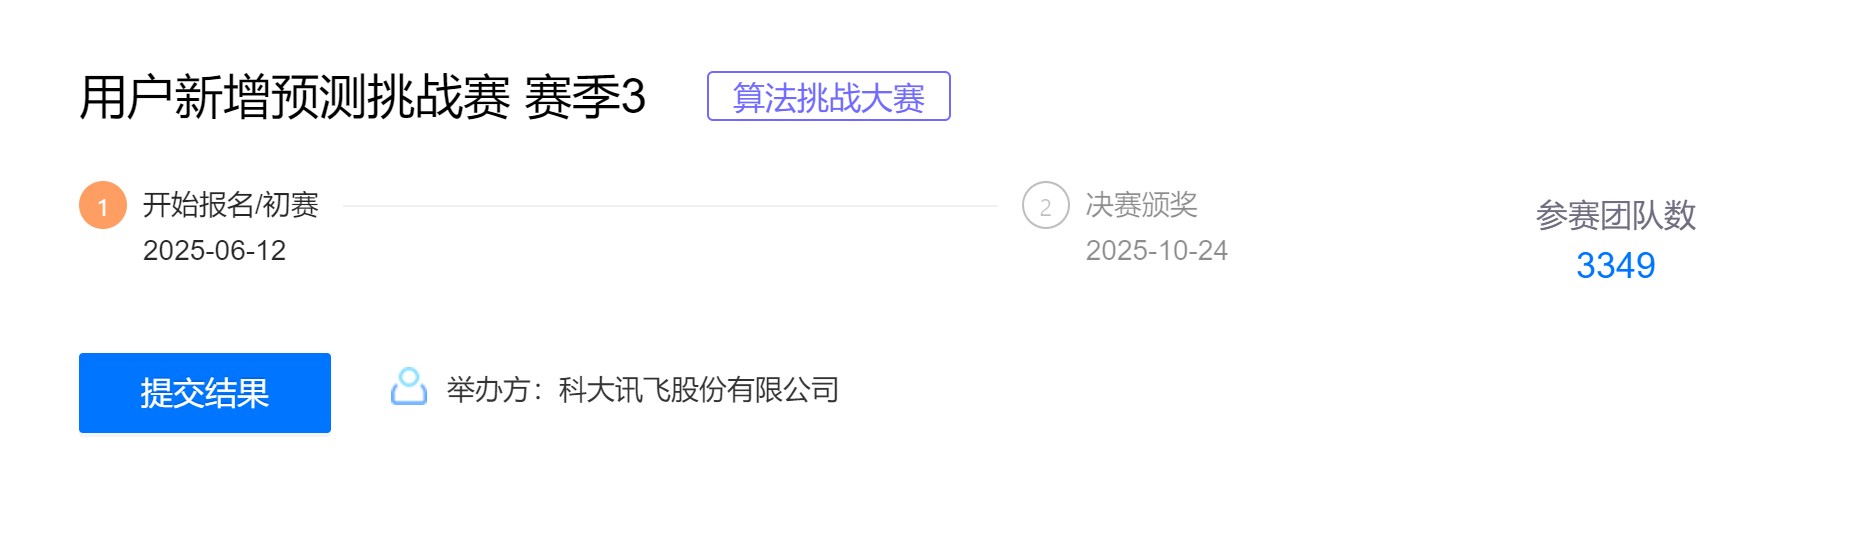 用户新增预测挑战赛 赛季3
算法挑战大赛
1
开始报名/初赛
2025-06-12
2
决赛颁奖
2025-10-24
参赛团队数
3349
提交结果
举办方：科大讯飞股份有限公司